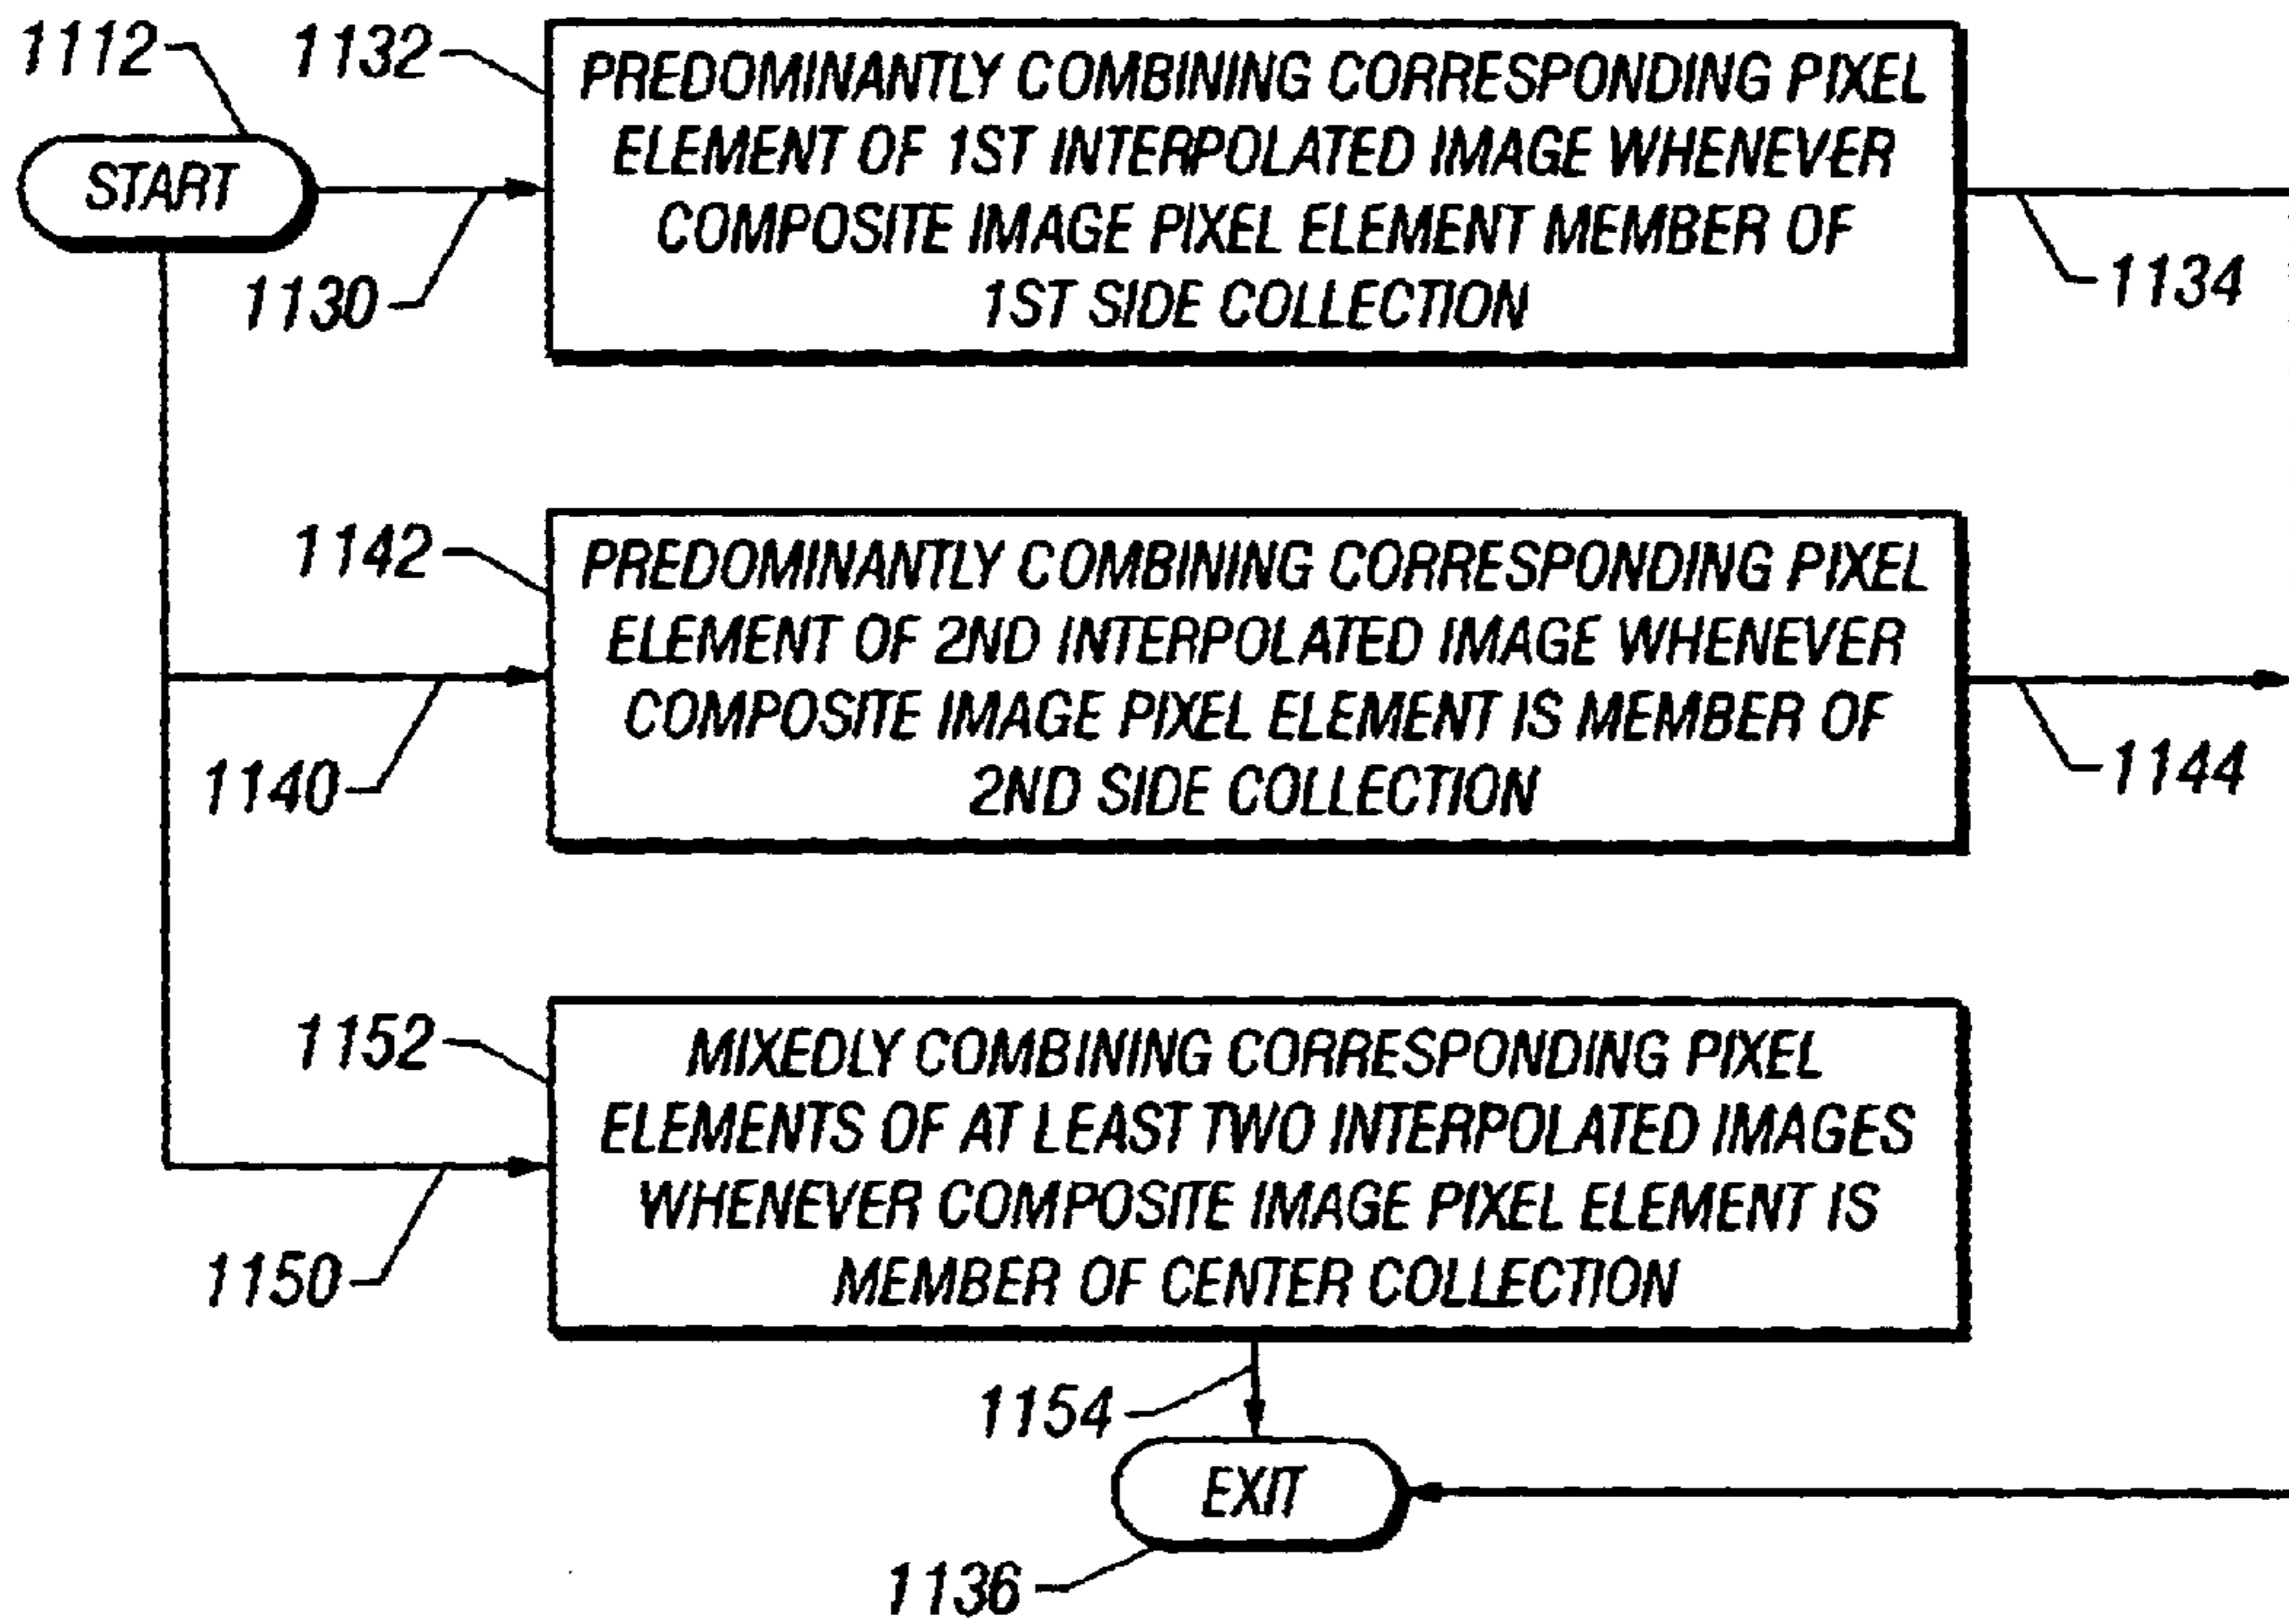 1112
1132
START
1130
PREDOMINANTLY COMBINING CORRESPONDING PIXEL
ELEMENT OF 1ST INTERPOLATED IMAGE WHENEVER
COMPOSITE IMAGE PIXEL ELEMENT MEMBER OF
1ST SIDE COLLECTION
1134
1142
PREDOMINANTLY COMBINING CORRESPONDING PIXEL
ELEMENT OF 2ND INTERPOLATED IMAGE WHENEVER
COMPOSITE IMAGE PIXEL ELEMENT IS MEMBER OF
2ND SIDE COLLECTION
1140
1144
1152
MIXEDLY COMBINING CORRESPONDING PIXEL
ELEMENTS OF AT LEAST TWO INTERPOLATED IMAGES
WHENEVER COMPOSITE IMAGE PIXEL ELEMENT IS
MEMBER OF CENTER COLLECTION
1150
1154
EXIT
1136